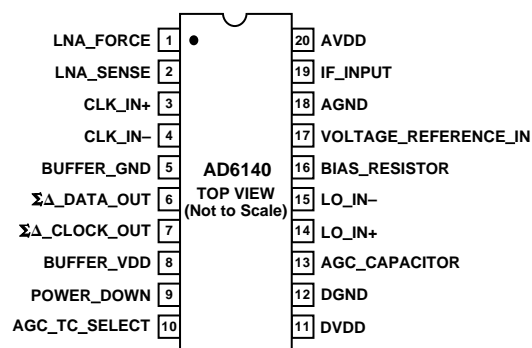 LNA_FORCE 1 20 AVDD
LNA_SENSE 2 19 IF_INPUT
CLK_IN+ 3 18 AGND
CLK_IN– 4 17 VOLTAGE_REFERENCE_IN
BUFFER_GND 5 16 BIAS_RESISTOR
AD6140
TOP VIEW
(Not to Scale)
ΣΔ_DATA_OUT 6 15 LO_IN–
ΣΔ_CLOCK_OUT 7 14 LO_IN+
BUFFER_VDD 8 13 AGC_CAPACITOR
POWER_DOWN 9 12 DGND
AGC_TC_SELECT 10 11 DVDD